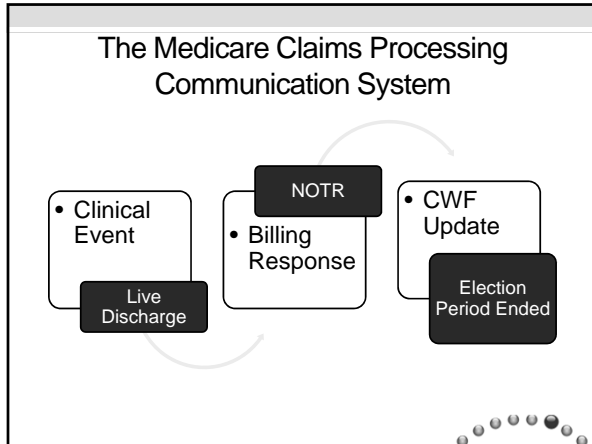 The Medicare Claims Processing
Communication System
• Clinical
Event
Live
Discharge
NOTR
• Billing
Response
• CWF
Update
Election
Period Ended